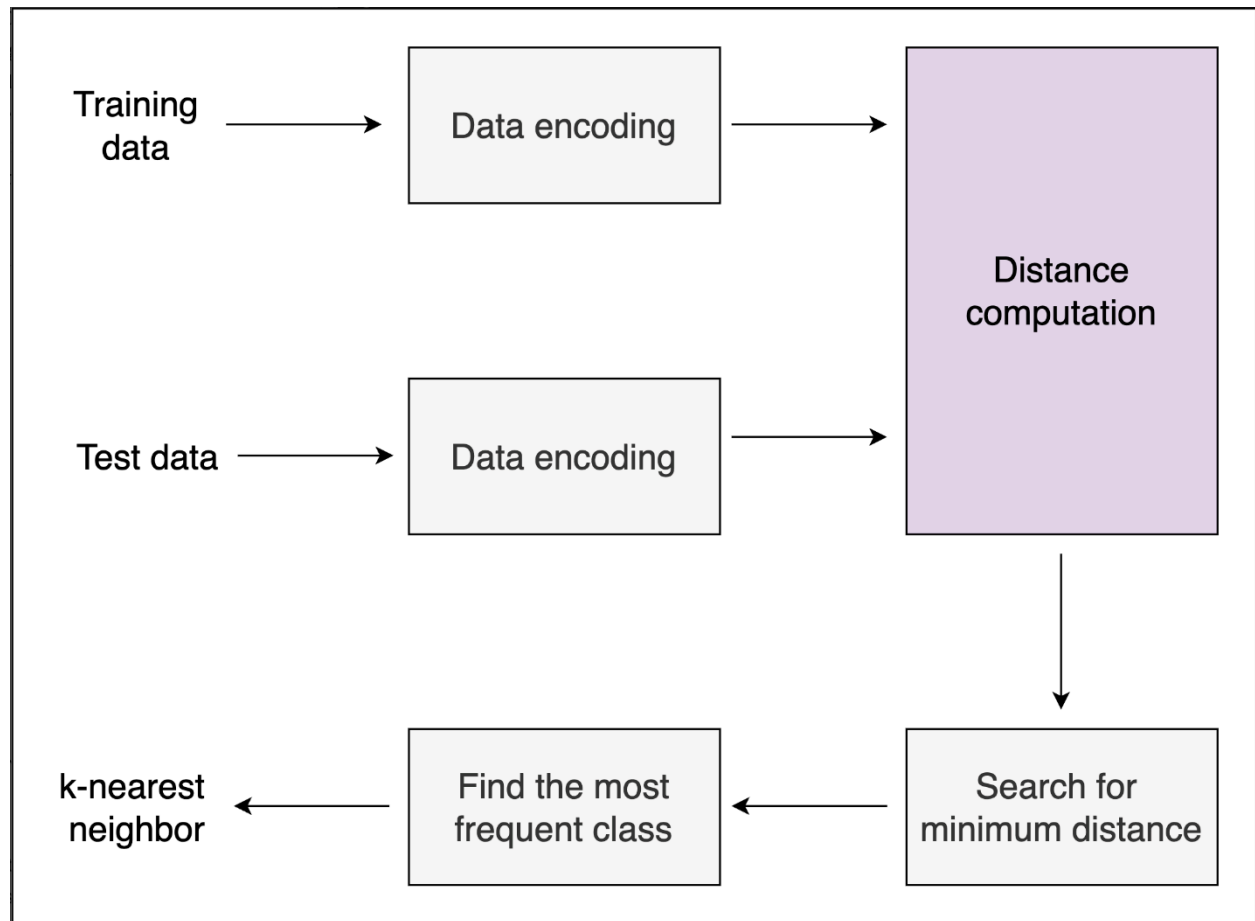 Training
data
Data encoding
Distance
computation
Test data
Data encoding
k-nearest
neighbor
Find the most
frequent class
Search for
minimum distance